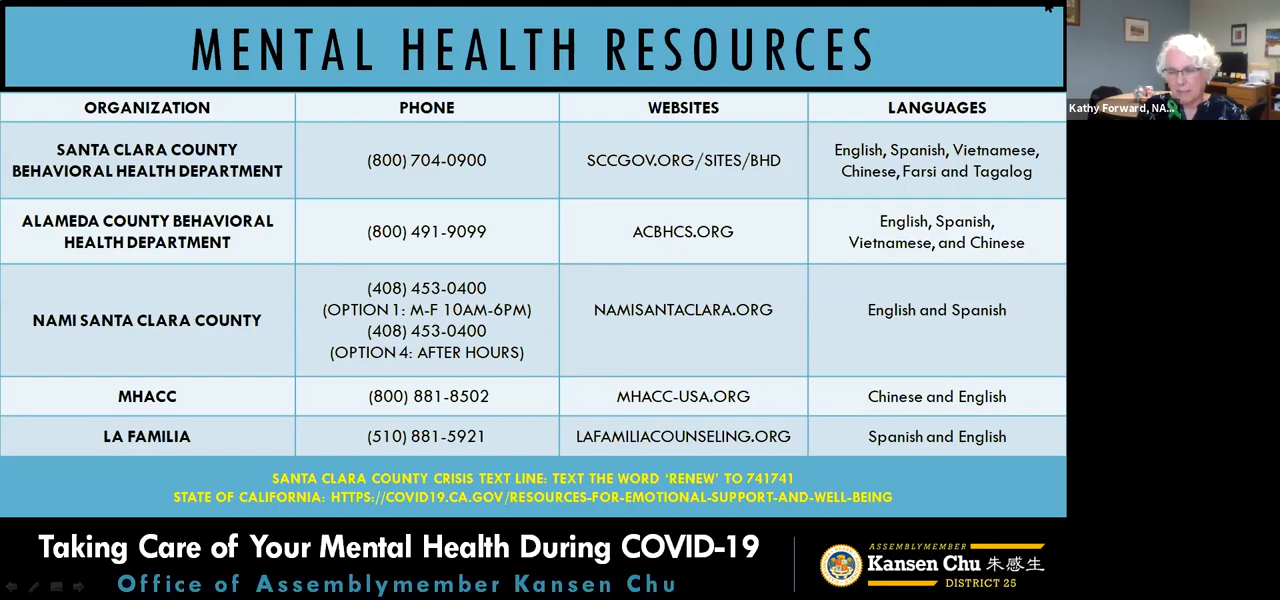 MENTAL HEALTH RESOURCES
Kathy Forward, NA...
ORGANIZATION PHONE WEBSITES LANGUAGES
SANTA CLARA COUNTY
BEHAVIORAL HEALTH DEPARTMENT
(800) 704-0900
SCCGOV.ORG/SITES/BHD
English, Spanish, Vietnamese,
Chinese, Farsi and Tagalog
ALAMEDA COUNTY BEHAVIORAL
HEALTH DEPARTMENT
(800) 491-9099
ACBHCS.ORG
English, Spanish,
Vietnamese, and Chinese
NAMI SANTA CLARA COUNTY
(408) 453-0400
(OPTION 1: M-F 10AM-6PM)
(408) 453-0400
(OPTION 4: AFTER HOURS)
NAMISANTACLARA.ORG
English and Spanish
MHACC (800) 881-8502 MHACC-USA.ORG Chinese and English
LA FAMILIA (510) 881-5921 LAFAMILIACOUNSELING.ORG Spanish and English
SANTA CLARA COUNTY CRISIS TEXT LINE: TEXT THE WORD ‘RENEW’ TO 741741
STATE OF CALIFORNIA: HTTPS://COVID19.CA.GOV/RESOURCES-FOR-EMOTIONAL-SUPPORT-AND-WELL-BEING
Taking Care of Your Mental Health During COVID-19
Office of Assemblymember Kansen Chu
ASSEMBLYMEMBER
Kansen Chu 朱感生
DISTRICT 25